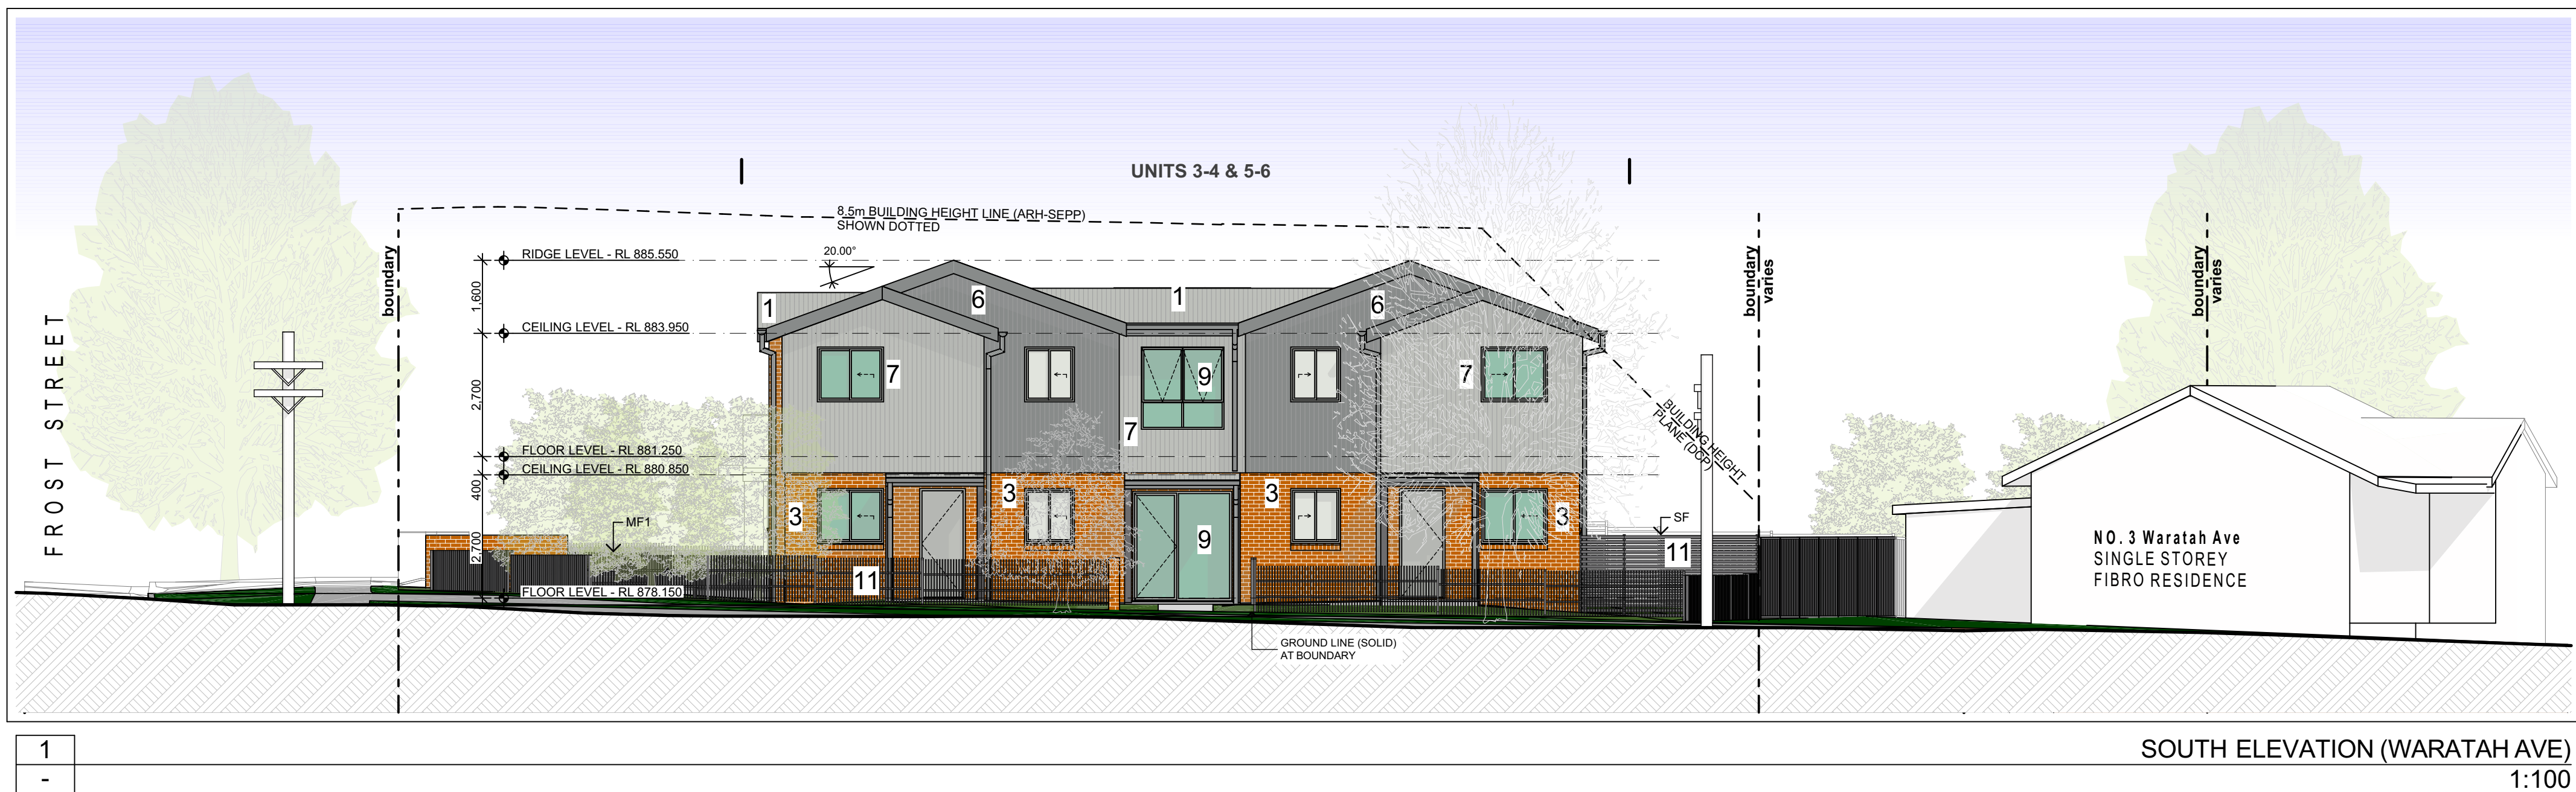 UNITS 3-4 & 5-6
8.5m BUILDING HEIGHT LINE (ARH-SEPP)
SHOWN DOTTED
boundary
RIDGE LEVEL - RL 885.550
20.00°
1,600
CEILING LEVEL - RL 883.950
2,700
FLOOR LEVEL - RL 881.250
CEILING LEVEL - RL 880.850
400
2,700
FLOOR LEVEL - RL 878.150
FROST STREET
MF1
1
6
1
6
7
9
7
7
3
3
3
3
9
11
11
SF
BUILDING HEIGHT
PLANE (DCP)
boundary
varies
boundary
varies
NO. 3 Waratah Ave
SINGLE STOREY
FIBRO RESIDENCE
GROUND LINE (SOLID)
AT BOUNDARY
1
-
SOUTH ELEVATION (WARATAH AVE)
1:100